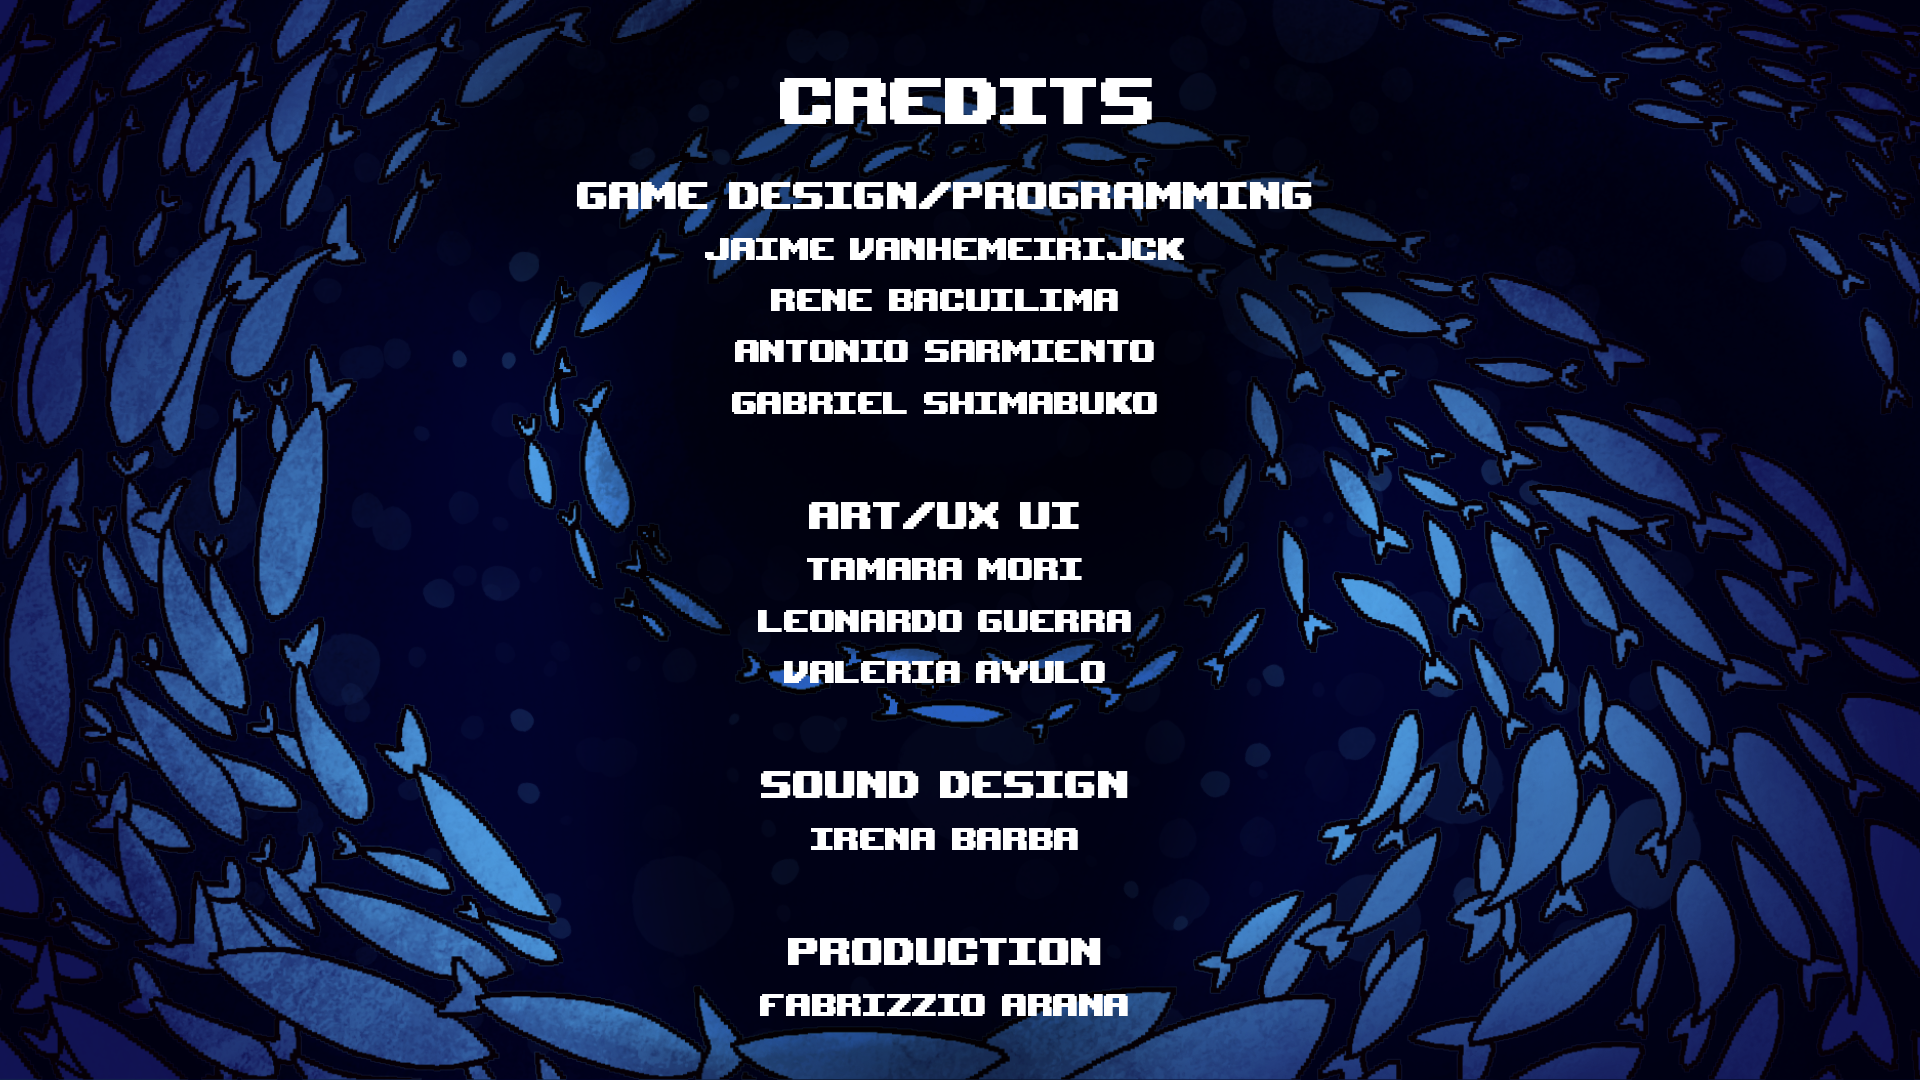 CREDITS
GAME DESIGN/PROGRAMMING
JAIME VANHEMEIRIJCK
RENE BACUILIMA
ANTONIO SARMIENTO
GABRIEL SHIMABUKO
ART/UX UI
TAMARA MORI
LEONARDO GUERRA
VALERIA AYULO
SOUND DESIGN
IRENA BARBA
PRODUCTION
FABRIZZIO ARANA